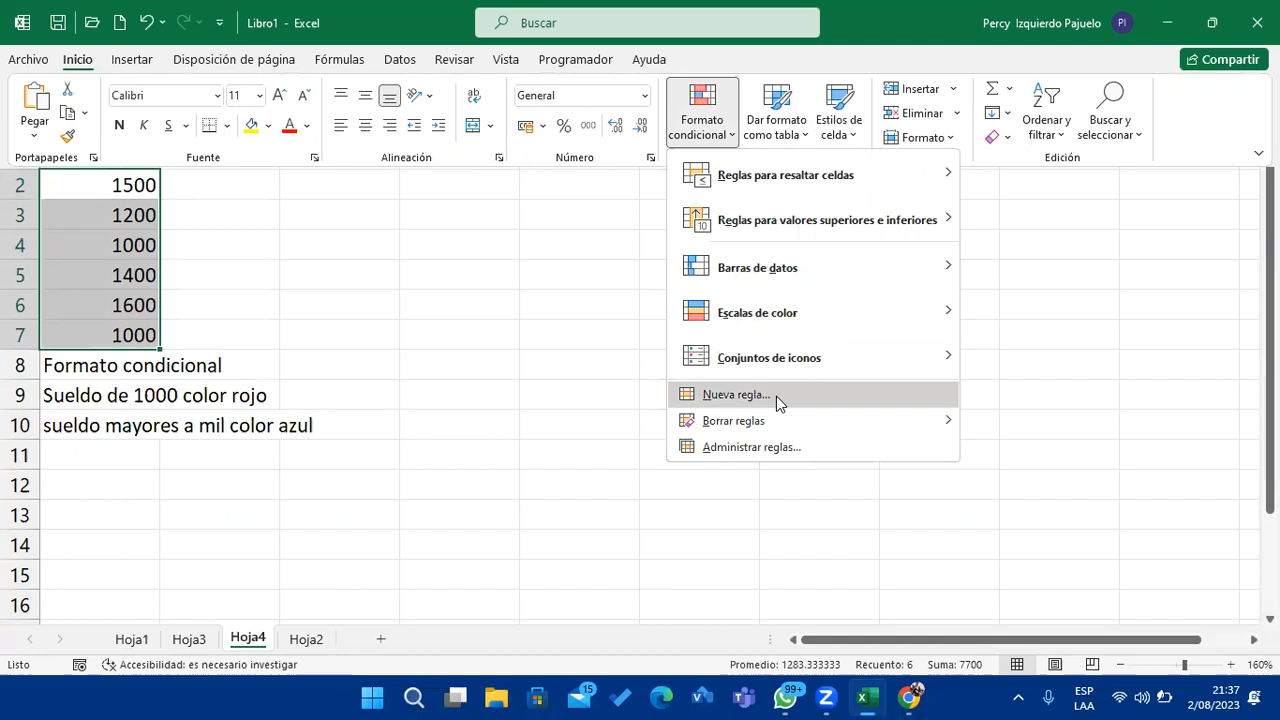 Libro1 - Excel
Buscar
Percy Izquierdo Pajuelo
PI
Archivo
Inicio
Insertar
Disposición de página
Fórmulas
Datos
Revisar
Vista
Programador
Ayuda
Compartir
Pegar
Portapapeles
Calibri
11
N K S
Fuente
Alineación
General
% 000
Número
Formato
condicional
Dar formato
como tabla
Estilos de
celda
Insertar
Eliminar
Formato
Ordenar y
filtrar
Buscar y
seleccionar
Edición
Reglas para resaltar celdas
Reglas para valores superiores e inferiores
Barras de datos
Escalas de color
Conjuntos de iconos
Nueva regla...
Borrar reglas
Administrar reglas...
2 1500
3 1200
4 1000
5 1400
6 1600
7 1000
8 Formato condicional
9 Sueldo de 1000 color rojo
10 sueldo mayores a mil color azul
11
12
13
14
15
16
Hoja1 Hoja3 Hoja4 Hoja2
Listo
Accesibilidad: es necesario investigar
Promedio: 1283.333333 Recuento: 6 Suma: 7700
160%
15
99+
ESP
LAA
21:37
2/08/2023